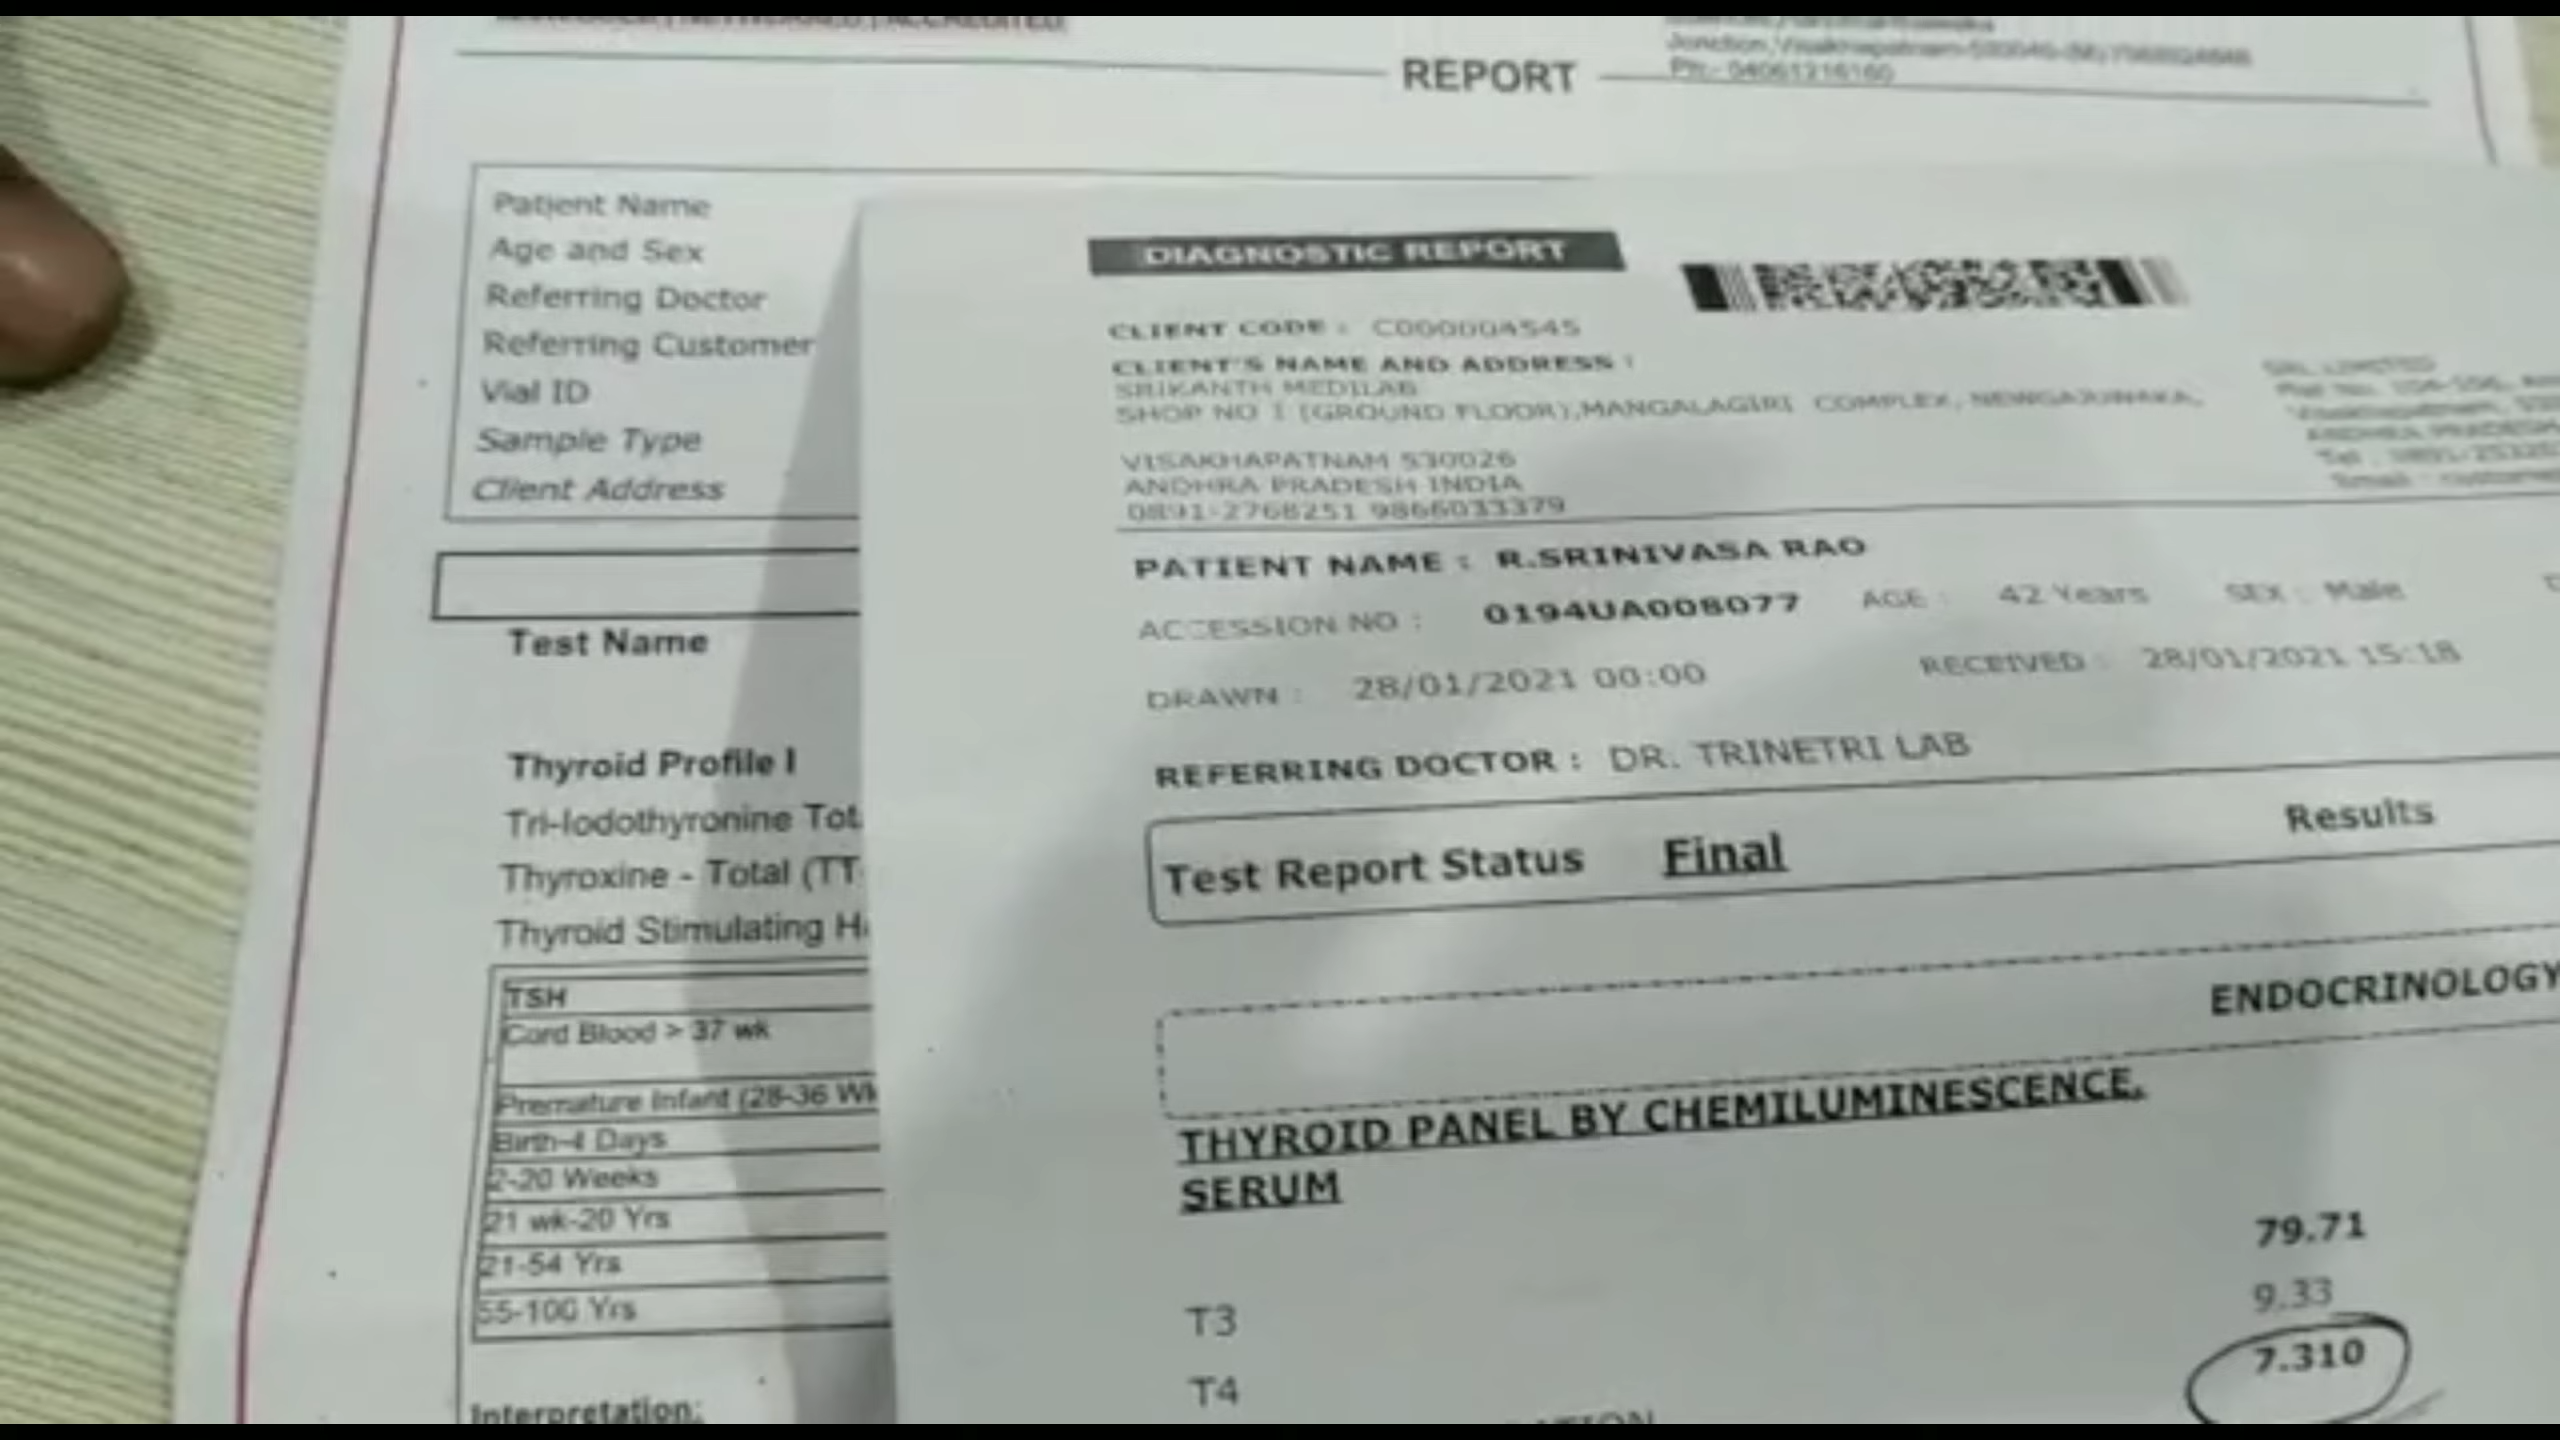 REPORT
Patient Name
Age and Sex
Referring Doctor
Referring Customer
Vial ID
Sample Type
Client Address
Test Name
Thyroid Profile I
Tri-Iodothyronine Tot
Thyroxine - Total (TT
Thyroid Stimulating H
TSH
Cord Blood > 37 wk
Premature Infant (28-36 Wk
Birth-4 Days
2-20 Weeks
21 wk-20 Yrs
21-54 Yrs
55-100 Yrs
Interpretation:
DIAGNOSTIC REPORT
CLIENT CODE : C000004545
CLIENT'S NAME AND ADDRESS :
SRIKANTH MEDILAB
SHOP NO 1 (GROUND FLOOR),MANGALAGIRI COMPLEX, NEWGAJUWAKA,
VISAKHAPATNAM 530026
ANDHRA PRADESH INDIA
0891-2768251 9866033379
SRL LIMITED
ANDHRA PRADESH
PATIENT NAME : R.SRINIVASA RAO
ACCESSION NO : 0194UA008077 AGE : 42 Years SEX : Male
DRAWN : 28/01/2021 00:00 RECEIVED : 28/01/2021 15:18
REFERRING DOCTOR : DR. TRINETRI LAB
Test Report Status Final Results
ENDOCRINOLOGY
THYROID PANEL BY CHEMILUMINESCENCE,
SERUM
79.71
T3 9.33
T4 7.310